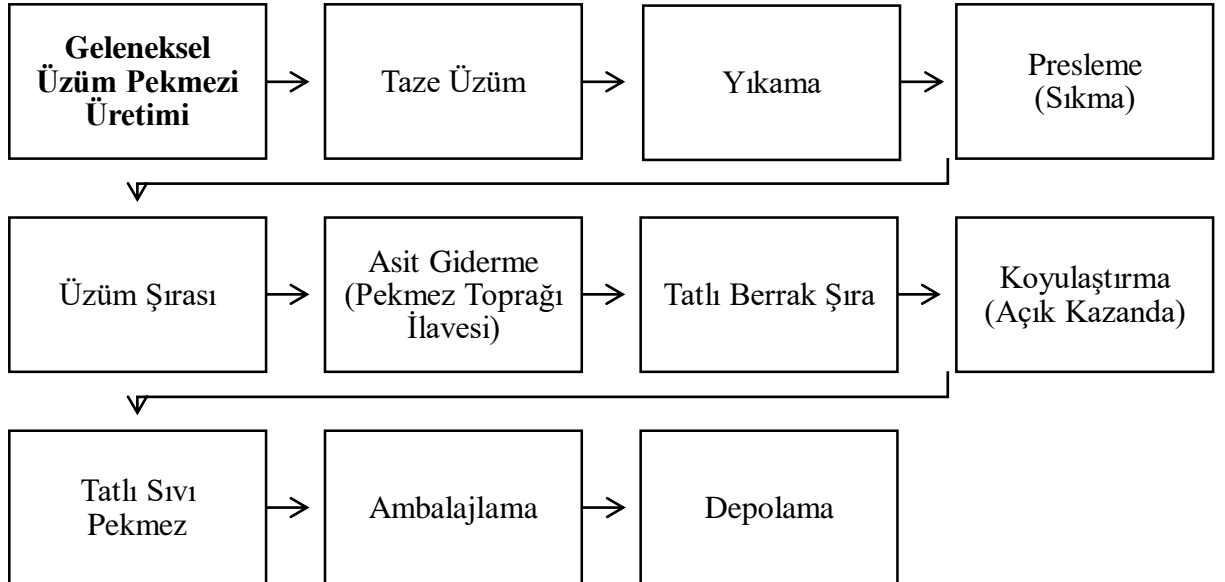 Geleneksel
Üzüm Pekmezi
Üretimi
Taze Üzüm
Yıkama
Presleme
(Sıkma)
Üzüm Şırası
Asit Giderme
(Pekmez Toprağı
İlavesi)
Tatlı Berrak Şıra
Koyulaştırma
(Açık Kazanda)
Tatlı Sıvı
Pekmez
Ambalajlama
Depolama